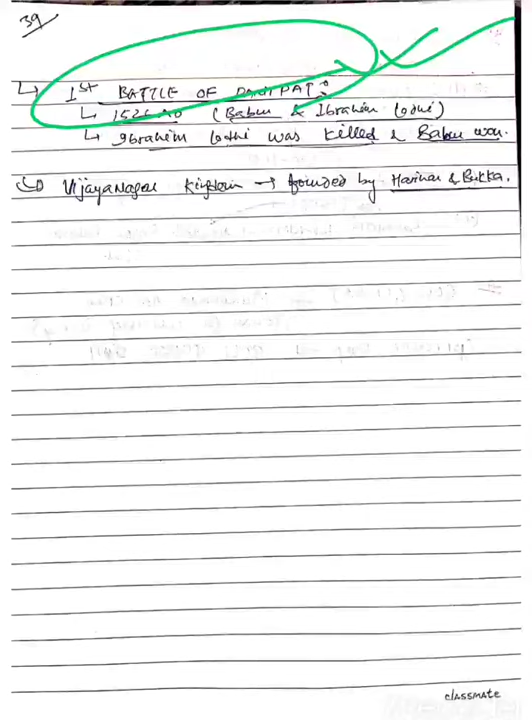 39
↳ 1st BATTLE OF PANIPAT :
↳ 1526 AD (Babur & Ibrahim Lodhi)
↳ Ibrahim Lodhi was killed & Babur won.
Vijayanagar Kingdom → founded by Harihar & Bukka.
classmate